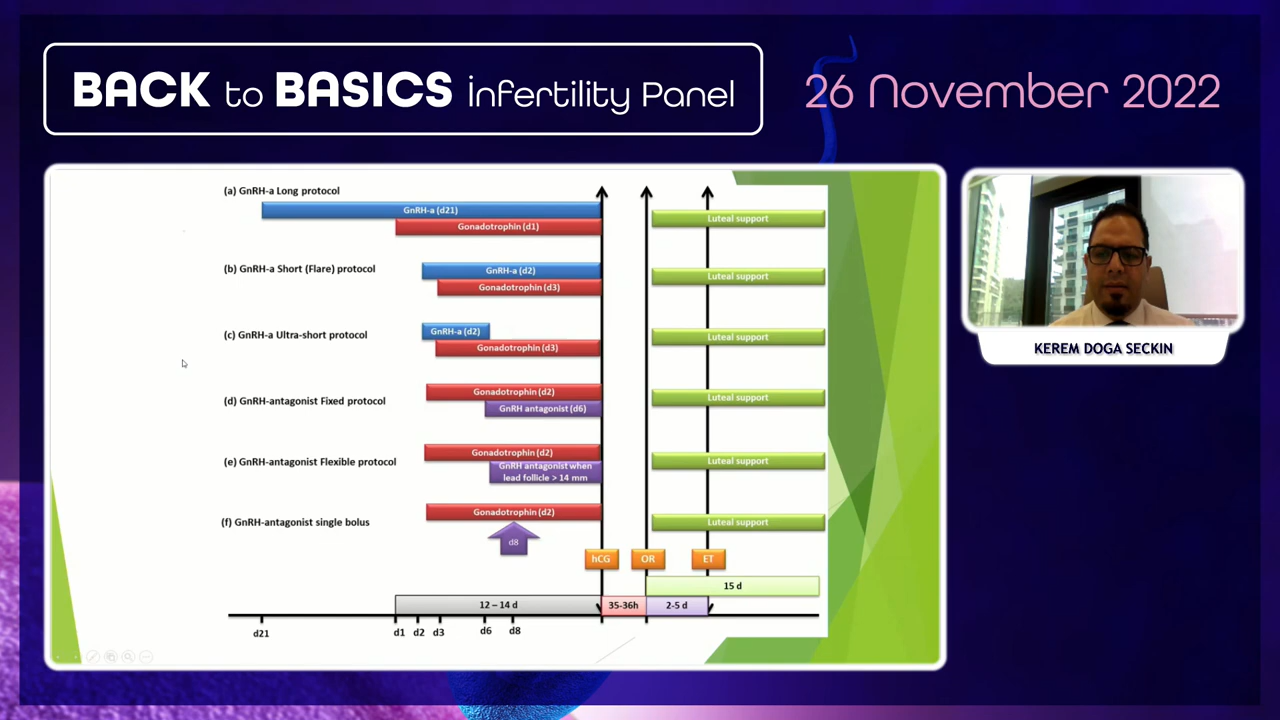 BACK to BASICS infertility Panel
26 November 2022
(a) GnRH-a Long protocol
GnRH-a (d21)
Gonadotrophin (d1)
Luteal support
(b) GnRH-a Short (Flare) protocol
GnRH-a (d2)
Gonadotrophin (d3)
Luteal support
(c) GnRH-a Ultra-short protocol
GnRH-a (d2)
Gonadotrophin (d3)
Luteal support
(d) GnRH-antagonist Fixed protocol
Gonadotrophin (d2)
GnRH antagonist (d6)
Luteal support
(e) GnRH-antagonist Flexible protocol
Gonadotrophin (d2)
GnRH antagonist when
lead follicle > 14 mm
Luteal support
(f) GnRH-antagonist single bolus
Gonadotrophin (d2)
d8
Luteal support
hCG OR ET
15 d
12 – 14 d 35-36h 2-5 d
d21 d1 d2 d3 d6 d8
KEREM DOGA SECKIN